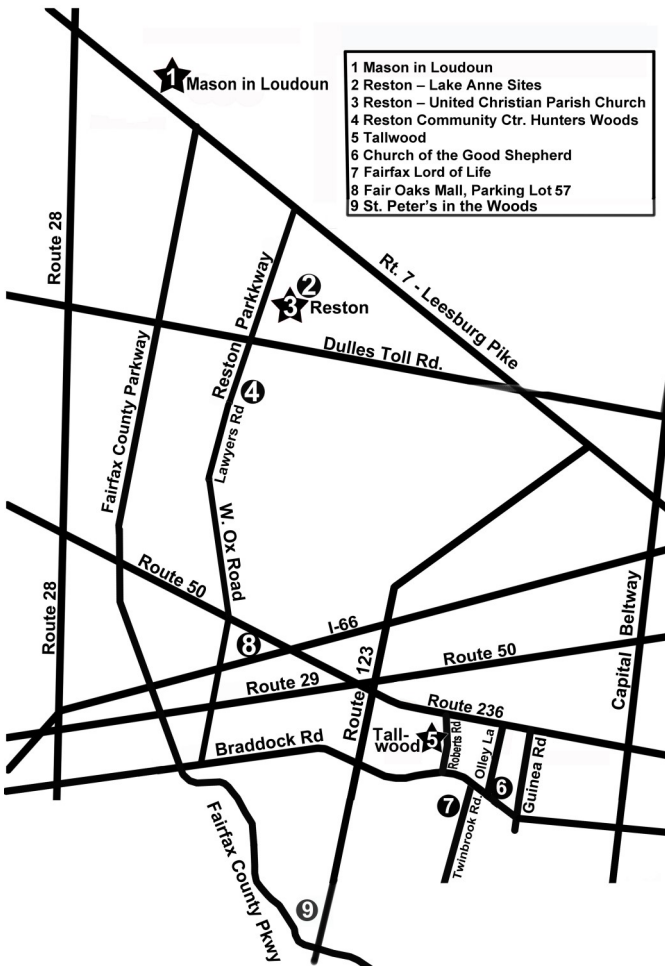 1 Mason in Loudoun
2 Reston – Lake Anne Sites
3 Reston – United Christian Parish Church
4 Reston Community Ctr. Hunters Woods
5 Tallwood
6 Church of the Good Shepherd
7 Fairfax Lord of Life
8 Fair Oaks Mall, Parking Lot 57
9 St. Peter's in the Woods
1
Mason in Loudoun
Route 28
Rt. 7 - Leesburg Pike
2
3
Reston
Reston Parkkway
Dulles Toll Rd.
Fairfax County Parkway
4
Lawyers Rd
W. Ox Road
Route 50
Route 28
I-66
8
Route 123
Route 50
Route 29
Capital Beltway
Route 236
Braddock Rd
Tall-
wood
5
Roberts Rd
Olley La
6
Guinea Rd
7
Twinbrook Rd.
Fairfax County Pkwy
9